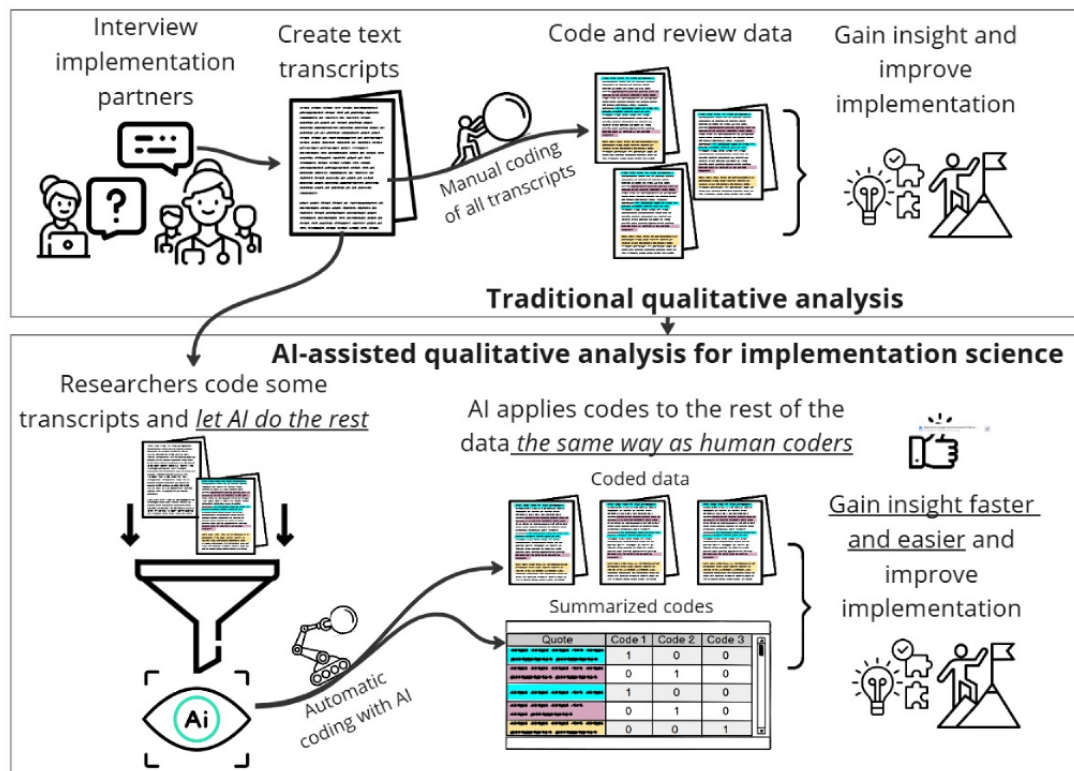 Interview
implementation
partners
Create text
transcripts
Code and review data
Gain insight and
improve
implementation
?
Manual coding
of all transcripts
Traditional qualitative analysis
AI-assisted qualitative analysis for implementation science
Researchers code some
transcripts and let AI do the rest
AI applies codes to the rest of the
data the same way as human coders
Coded data
Gain insight faster
and easier and
improve
implementation
Summarized codes
Quote Code 1 Code 2 Code 3
1 0 0
0 1 0
1 0 0
0 1 0
0 0 1
Automatic
coding with AI
Ai